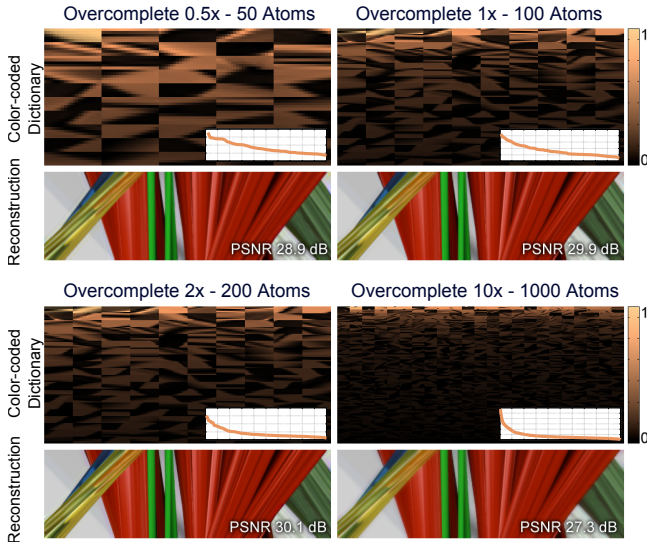 Overcomplete 0.5x - 50 Atoms
Overcomplete 1x - 100 Atoms
Color-coded
Dictionary
1
0
Reconstruction
PSNR 28.9 dB
PSNR 29.9 dB
Overcomplete 2x - 200 Atoms
Overcomplete 10x - 1000 Atoms
Color-coded
Dictionary
1
0
Reconstruction
PSNR 30.1 dB
PSNR 27.3 dB